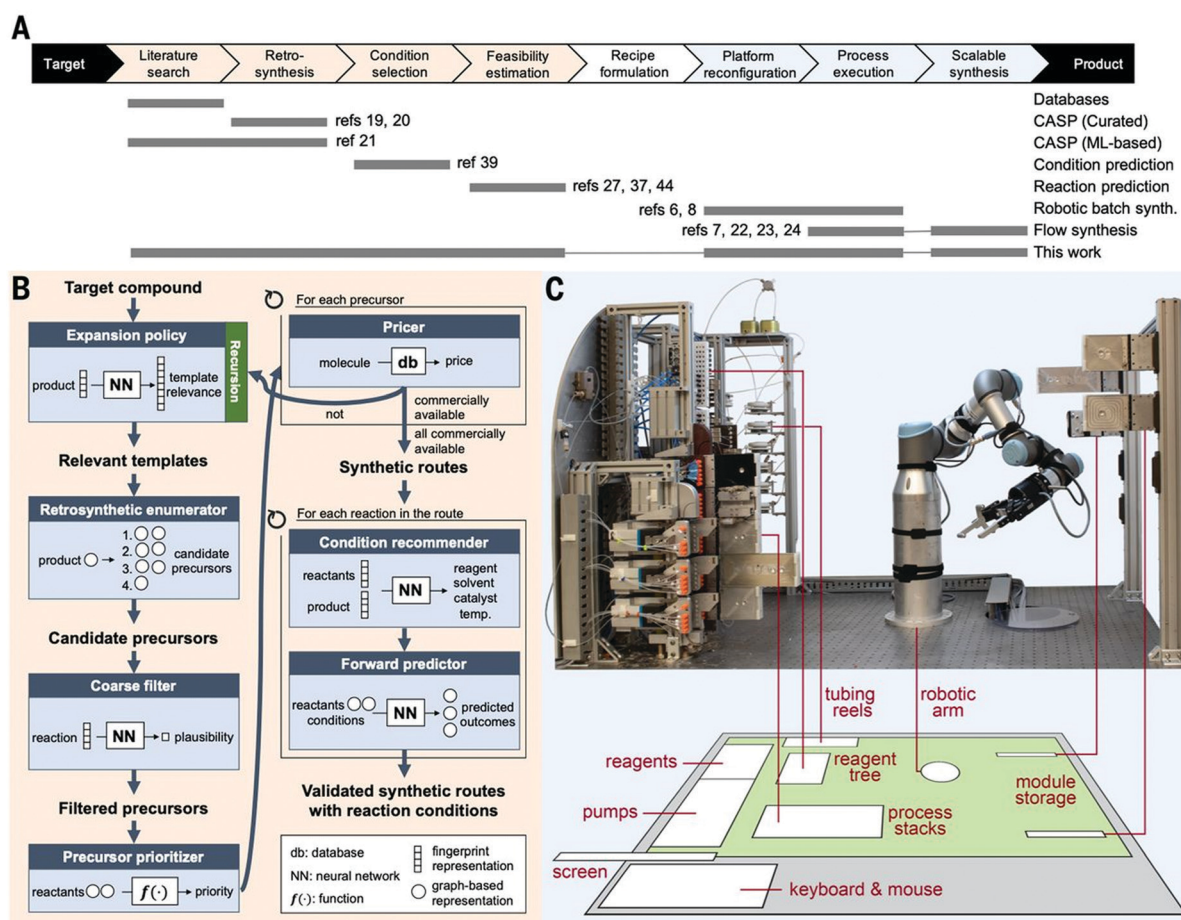 A
Target
Literature
search
Retro-
synthesis
Condition
selection
Feasibility
estimation
Recipe
formulation
Platform
reconfiguration
Process
execution
Scalable
synthesis
Product
Databases
refs 19, 20
CASP (Curated)
ref 21
CASP (ML-based)
ref 39
Condition prediction
refs 27, 37, 44
Reaction prediction
refs 6, 8
Robotic batch synth.
refs 7, 22, 23, 24
Flow synthesis
This work
B
Target compound
Expansion policy
product
NN
template
relevance
Recursion
Relevant templates
Retrosynthetic enumerator
product
1.
2.
3.
4.
candidate
precursors
Candidate precursors
Coarse filter
reaction
NN
plausibility
Filtered precursors
Precursor prioritizer
reactants
f(·)
priority
For each precursor
Pricer
molecule
db
price
not
commercially
available
all commercially
available
Synthetic routes
For each reaction in the route
Condition recommender
reactants
product
NN
reagent
solvent
catalyst
temp.
Forward predictor
reactants
conditions
NN
predicted
outcomes
Validated synthetic routes
with reaction conditions
db: database
NN: neural network
f(·): function
fingerprint
representation
graph-based
representation
C
tubing
reels
robotic
arm
reagents
reagent
tree
module
storage
pumps
process
stacks
screen
keyboard & mouse